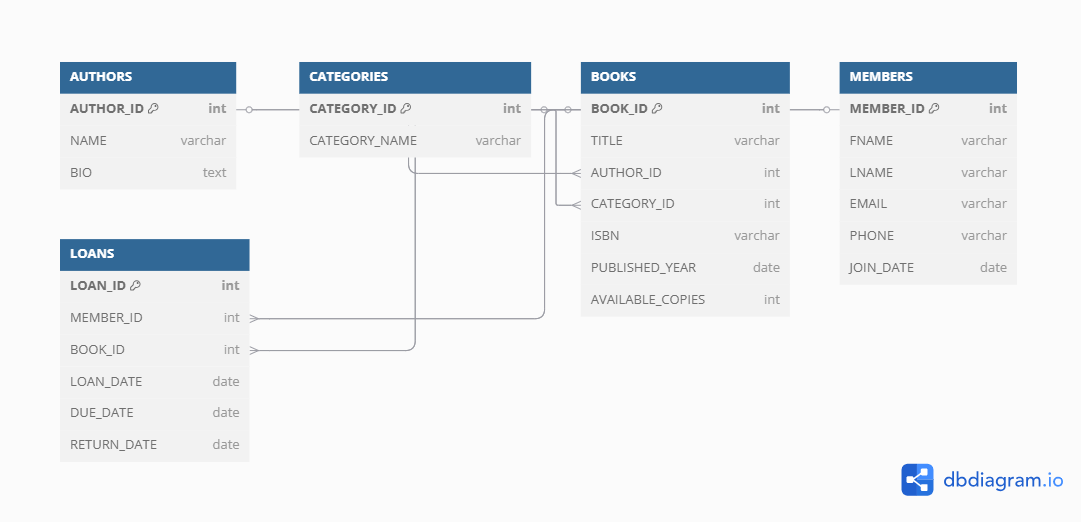 AUTHORS
AUTHOR_ID int
NAME varchar
BIO text
CATEGORIES
CATEGORY_ID int
CATEGORY_NAME varchar
BOOKS
BOOK_ID int
TITLE varchar
AUTHOR_ID int
CATEGORY_ID int
ISBN varchar
PUBLISHED_YEAR date
AVAILABLE_COPIES int
MEMBERS
MEMBER_ID int
FNAME varchar
LNAME varchar
EMAIL varchar
PHONE varchar
JOIN_DATE date
LOANS
LOAN_ID int
MEMBER_ID int
BOOK_ID int
LOAN_DATE date
DUE_DATE date
RETURN_DATE date
dbdiagram.io